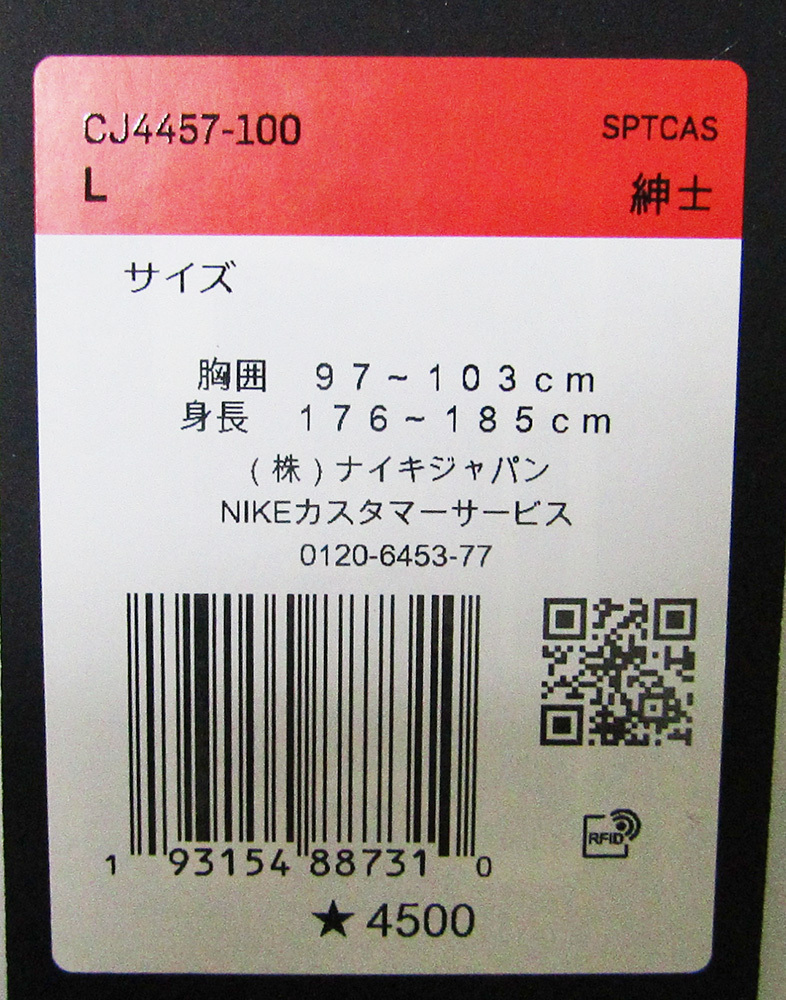 CJ4457-100 SPTCAS
L 紳士
サイズ
胸囲　97~103cm
身長　176~185cm
(株)ナイキジャパン
NIKEカスタマーサービス
0120-6453-77
RFID
1 93154 88731 0
★4500